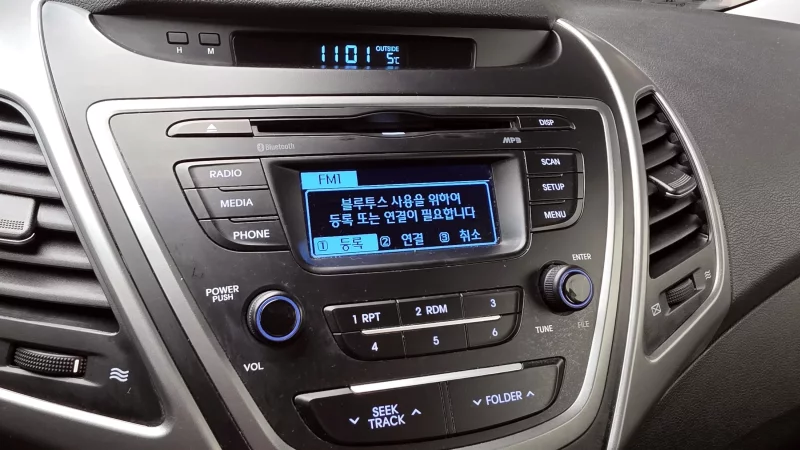 H M
1101 OUTSIDE 5℃
DISP
Bluetooth
MP3
RADIO
MEDIA
PHONE
FM1
블루투스 사용을 위하여
등록 또는 연결이 필요합니다
① 등록 ② 연결 ③ 취소
SCAN
SETUP
MENU
POWER
PUSH
VOL
1 RPT 2 RDM 3
4 5 6
ENTER
TUNE FILE
SEEK
TRACK
FOLDER